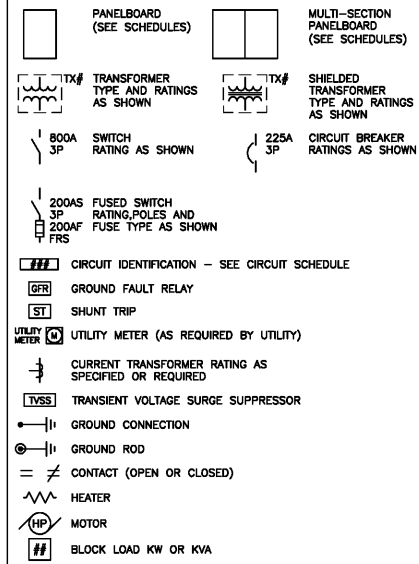 PANELBOARD
(SEE SCHEDULES)
MULTI-SECTION
PANELBOARD
(SEE SCHEDULES)
TX# TRANSFORMER
TYPE AND RATINGS
AS SHOWN
TX# SHIELDED
TRANSFORMER
TYPE AND RATINGS
AS SHOWN
800A SWITCH
3P RATING AS SHOWN
225A CIRCUIT BREAKER
3P RATINGS AS SHOWN
200AS FUSED SWITCH
3P RATING,POLES AND
200AF FUSE TYPE AS SHOWN
FRS
### CIRCUIT IDENTIFICATION - SEE CIRCUIT SCHEDULE
GFR GROUND FAULT RELAY
ST SHUNT TRIP
UTILITY
METER M UTILITY METER (AS REQUIRED BY UTILITY)
CURRENT TRANSFORMER RATING AS
SPECIFIED OR REQUIRED
TVSS TRANSIENT VOLTAGE SURGE SUPPRESSOR
GROUND CONNECTION
GROUND ROD
CONTACT (OPEN OR CLOSED)
HEATER
HP MOTOR
## BLOCK LOAD KW OR KVA